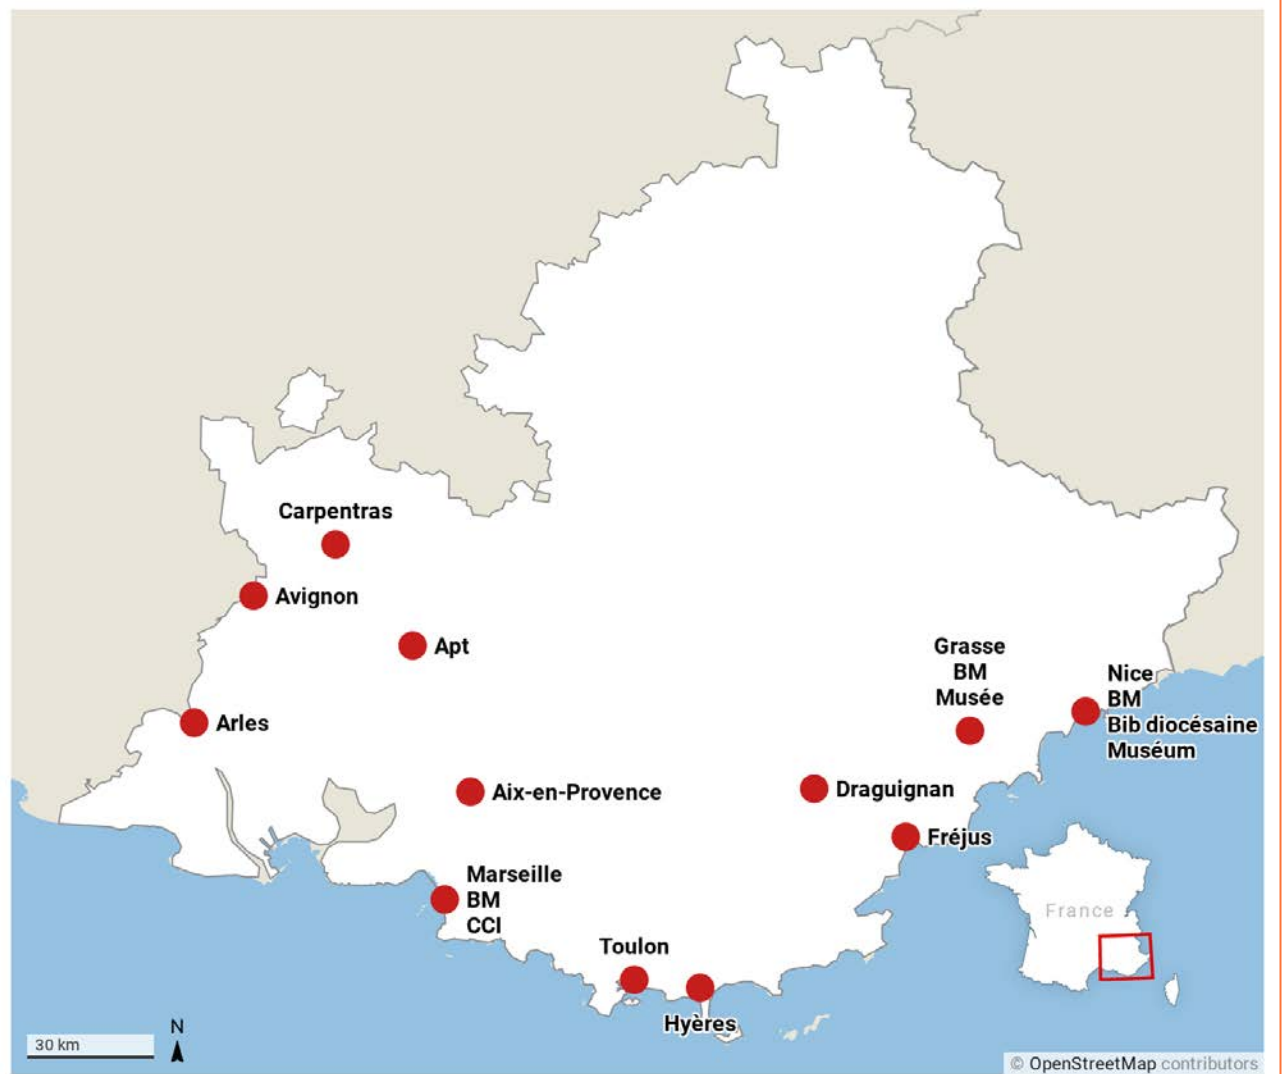 Carpentras
Avignon
Apt
Grasse
BM
Musée
Nice
BM
Bib diocésaine
Muséum
Arles
Aix-en-Provence
Draguignan
Fréjus
Marseille
BM
CCI
France
Toulon
Hyères
N
30 km
© OpenStreetMap contributors